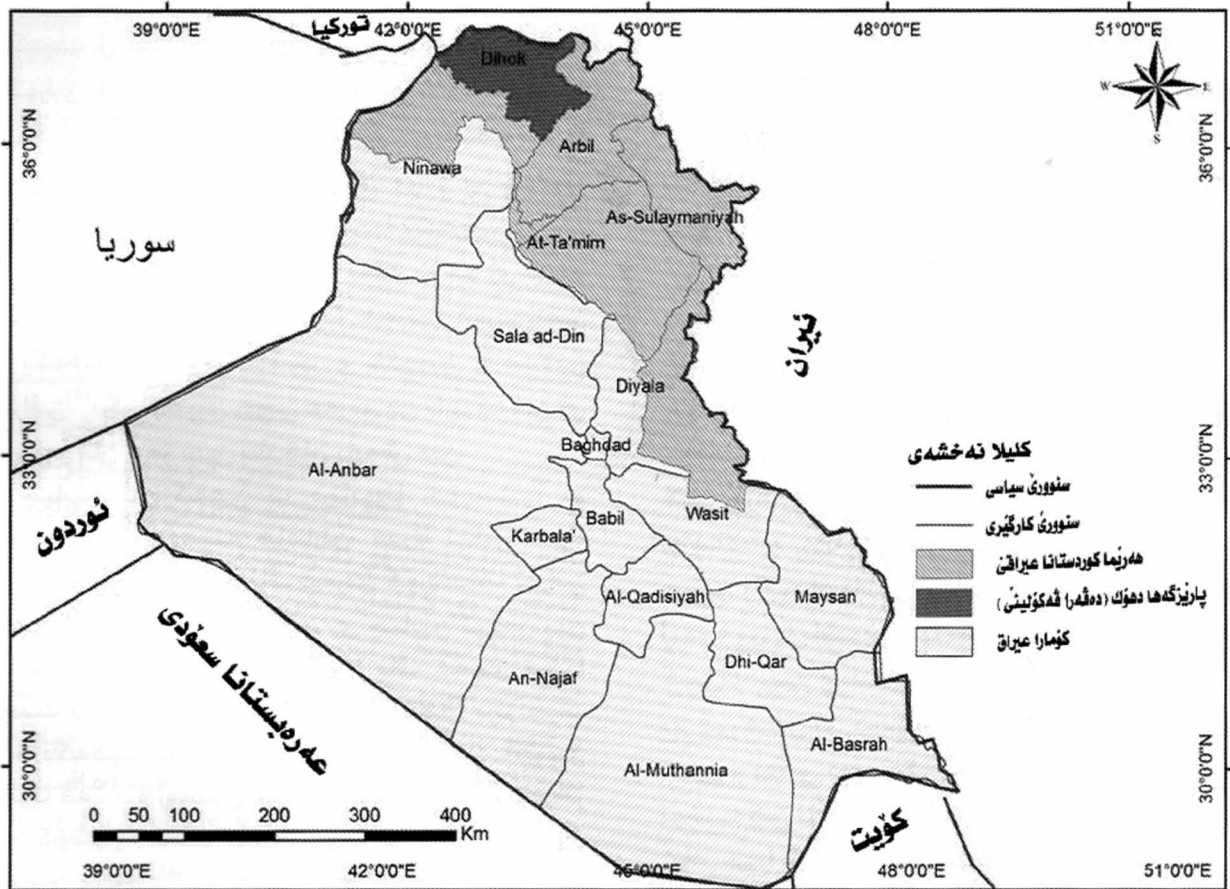 39°0'0"E 42°0'0"E 45°0'0"E 48°0'0"E 51°0'0"E
تورکیا
Dihok
W E
S
36°0'0"N 36°0'0"N
Arbil
Ninawa
As-Sulaymaniyah
At-Ta'mim
سوریا
ئیران
Sala ad-Din
Diyala
Baghdad
33°0'0"N 33°0'0"N
Al-Anbar
کلیلا نەخشەی
سنوورێ سیاسی
سنوورێ کارگێری
هەرێما کوردستانا عیراقێ
پارێزگەها دهۆک (دەڤەرا ڤەکۆلینێ)
کۆمارا عیراق
Wasit
Babil
Karbala'
ئوردون
Al-Qadisiyah
Maysan
Dhi-Qar
An-Najaf
عەرەبستانا سعۆدی
Al-Basrah
Al-Muthannia
30°0'0"N 30°0'0"N
کۆیت
0 50 100 200 300 400
Km
39°0'0"E 42°0'0"E 45°0'0"E 48°0'0"E 51°0'0"E